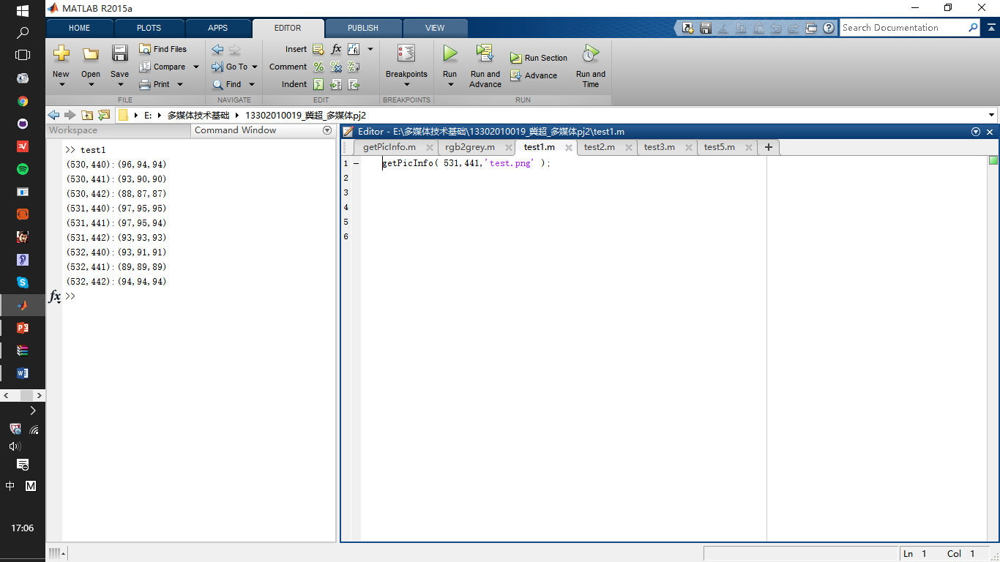 MATLAB R2015a
HOME PLOTS APPS EDITOR PUBLISH VIEW
Search Documentation
New Open Save Find Files Compare Print
Insert fx
Go To Comment
Find Indent
Breakpoints
Run Run and Advance Run Section Advance Run and Time
FILE NAVIGATE EDIT BREAKPOINTS RUN
E: 多媒体技术基础 13302010019_冀超_多媒体pj2
Workspace Command Window
>> test1
(530,440):(96,94,94)
(530,441):(93,90,90)
(530,442):(88,87,87)
(531,440):(97,95,95)
(531,441):(97,95,94)
(531,442):(93,93,93)
(532,440):(93,91,91)
(532,441):(89,89,89)
(532,442):(94,94,94)
fx >>
Editor - E:\多媒体技术基础\13302010019_冀超_多媒体pj2\test1.m
getPicInfo.m rgb2grey.m test1.m test2.m test3.m test5.m
1 getPicInfo( 531,441,'test.png' );
2
3
4
5
6
中 M
17:06
Ln 1 Col 1